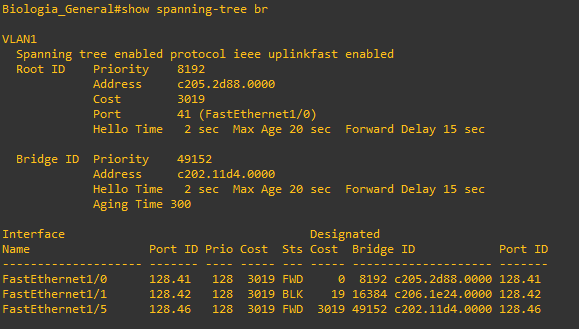 Biologia_General#show spanning-tree br
VLAN1
Spanning tree enabled protocol ieee uplinkfast enabled
Root ID Priority 8192
Address c205.2d88.0000
Cost 3019
Port 41 (FastEthernet1/0)
Hello Time 2 sec Max Age 20 sec Forward Delay 15 sec
Bridge ID Priority 49152
Address c202.11d4.0000
Hello Time 2 sec Max Age 20 sec Forward Delay 15 sec
Aging Time 300
Interface Designated
Name Port ID Prio Cost Sts Cost Bridge ID Port ID
-------------------- ------- ---- ----- --- ----- -------------------- -------
FastEthernet1/0 128.41 128 3019 FWD 0 8192 c205.2d88.0000 128.41
FastEthernet1/1 128.42 128 3019 BLK 19 16384 c206.1e24.0000 128.42
FastEthernet1/5 128.46 128 3019 FWD 3019 49152 c202.11d4.0000 128.46